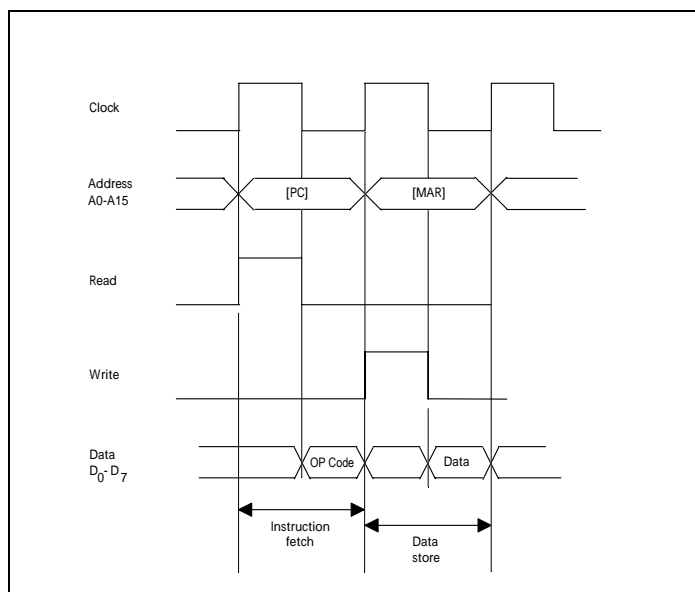 Clock
Address
A0-A15
[PC]
[MAR]
Read
Write
Data
D0- D7
OP Code
Data
Instruction
fetch
Data
store